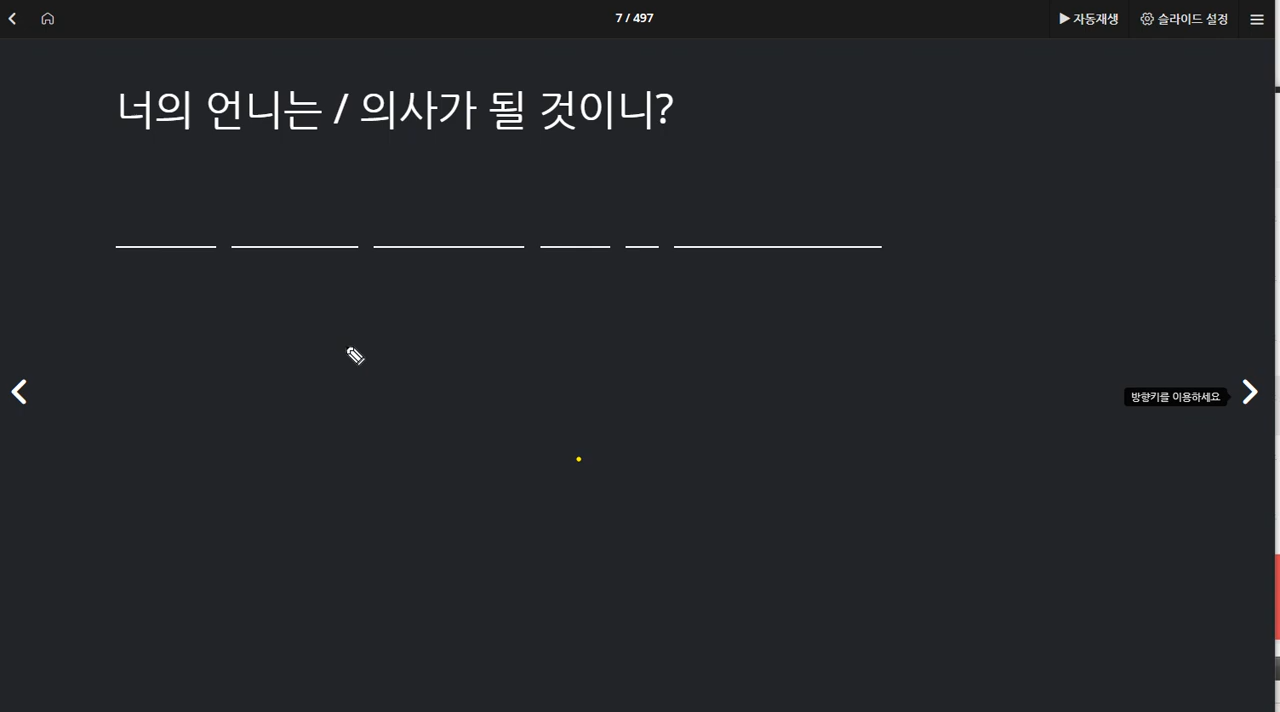 7 / 497
▶ 자동재생
슬라이드 설정
너의 언니는 / 의사가 될 것이니?
방향키를 이용하세요